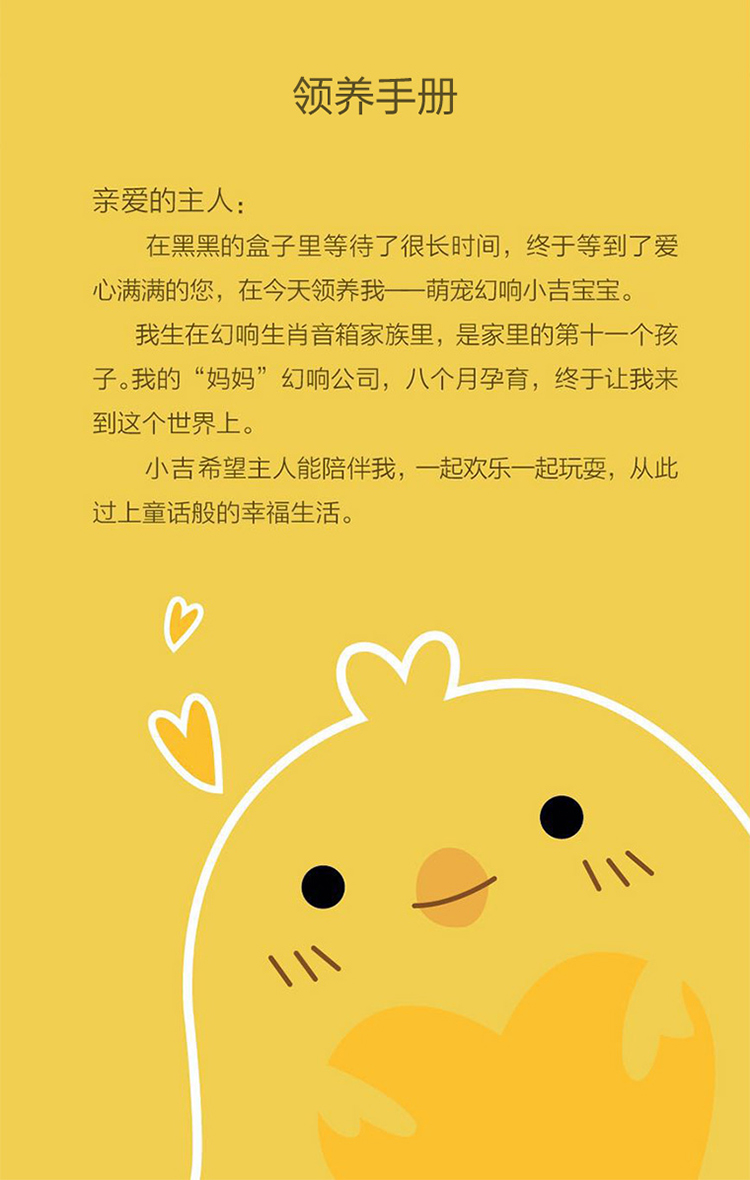 领养手册
亲爱的主人：
在黑黑的盒子里等待了很长时间，终于等到了爱
心满满的您，在今天领养我——萌宠幻响小吉宝宝。
我生在幻响生肖音箱家族里，是家里的第十一个孩
子。我的“妈妈”幻响公司，八个月孕育，终于让我来
到这个世界上。
小吉希望主人能陪伴我，一起欢乐一起玩耍，从此
过上童话般的幸福生活。